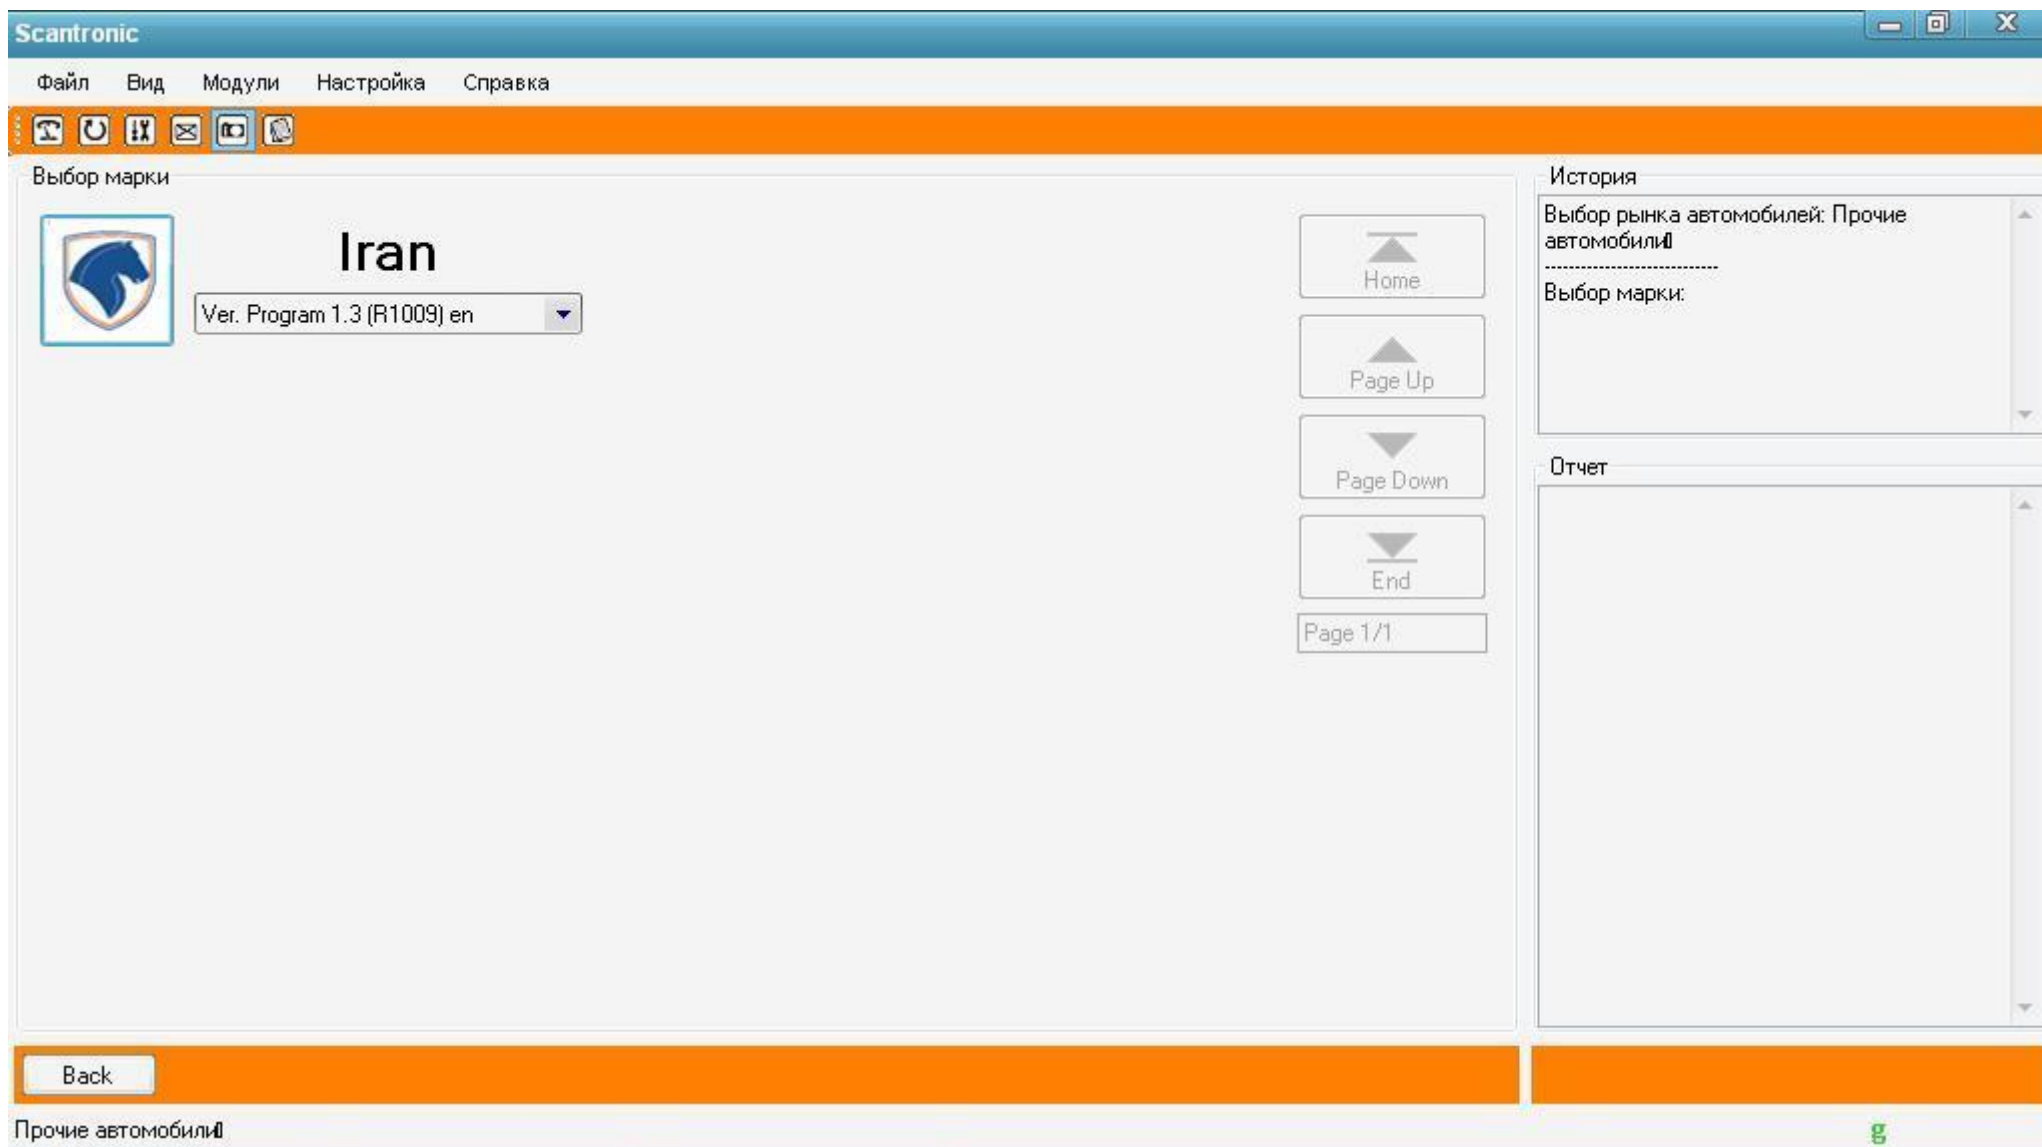 Scantronic
Файл Вид Модули Настройка Справка
Выбор марки
Iran
Ver. Program 1.3 (R1009) en
Home
Page Up
Page Down
End
Page 1/1
История
Выбор рынка автомобилей: Прочие
автомобили
----------------------------
Выбор марки:
Отчет
Back
Прочие автомобили
g